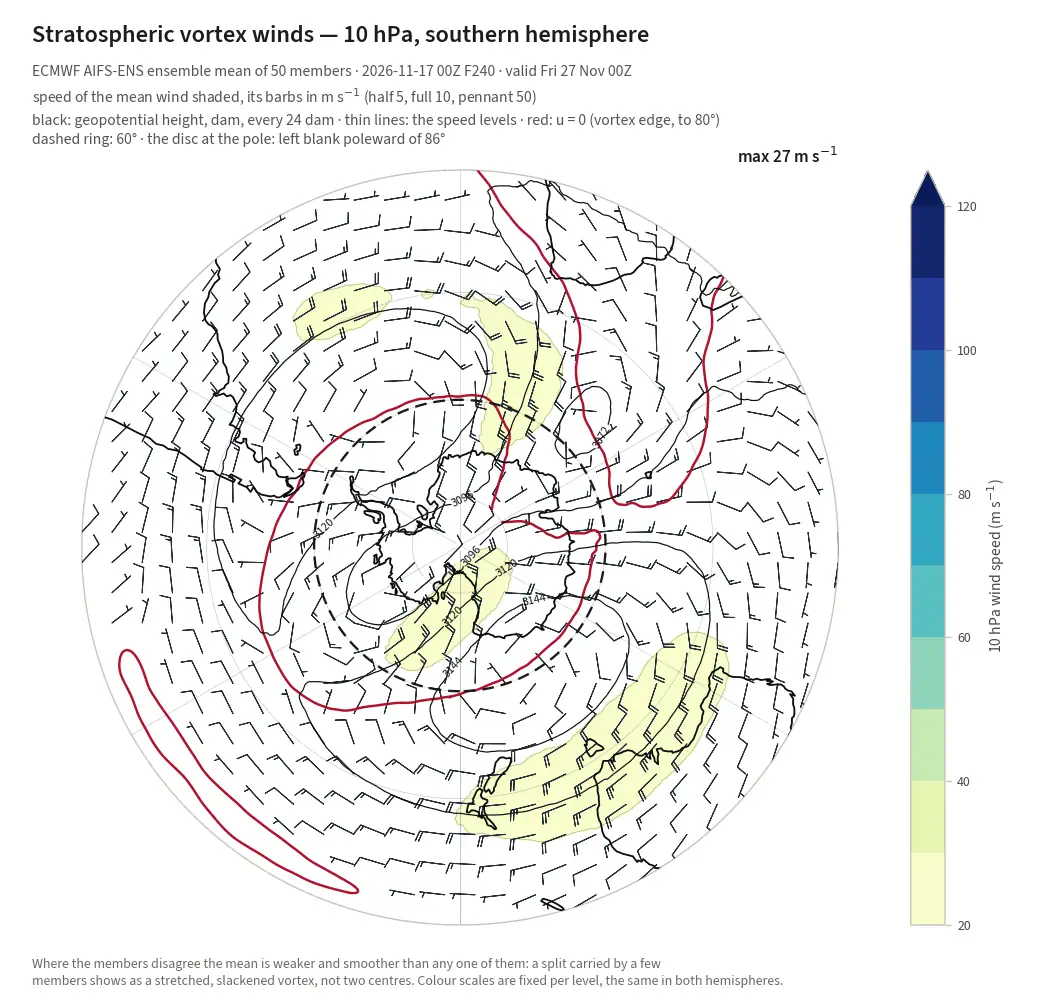 Stratospheric vortex winds — 10 hPa, southern hemisphere
ECMWF AIFS-ENS ensemble mean of 50 members · 2026-11-17 00Z F240 · valid Fri 27 Nov 00Z
speed of the mean wind shaded, its barbs in m s⁻¹ (half 5, full 10, pennant 50)
black: geopotential height, dam, every 24 dam · thin lines: the speed levels · red: u = 0 (vortex edge, to 80°)
dashed ring: 60° · the disc at the pole: left blank poleward of 86°
max 27 m s⁻¹
120
100
80
60
40
20
10 hPa wind speed (m s⁻¹)
3096
3120
3096
3120
3144
3120
3144
Where the members disagree the mean is weaker and smoother than any one of them: a split carried by a few
members shows as a stretched, slackened vortex, not two centres. Colour scales are fixed per level, the same in both hemispheres.